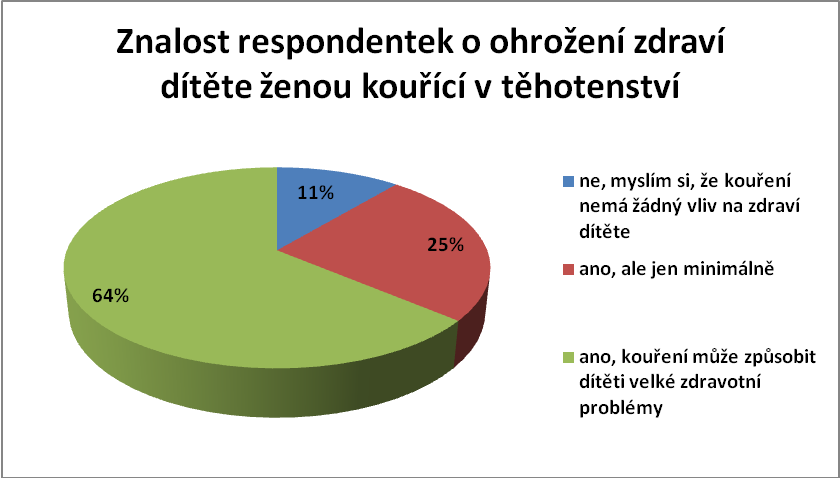 Znalost respondentek o ohrožení zdraví
dítěte ženou kouřící v těhotenství
11%
25%
64%
ne, myslím si, že kouření
nemá žádný vliv na zdraví
dítěte
ano, ale jen minimálně
ano, kouření může způsobit
dítěti velké zdravotní
problémy